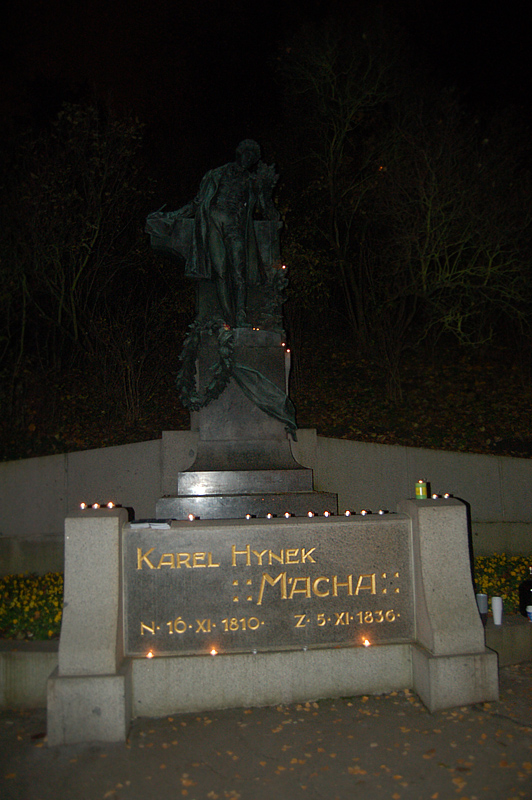 KAREL HYNEK
:: MÁCHA ::
N·16·XI·1810· Z·5·XI·1836·